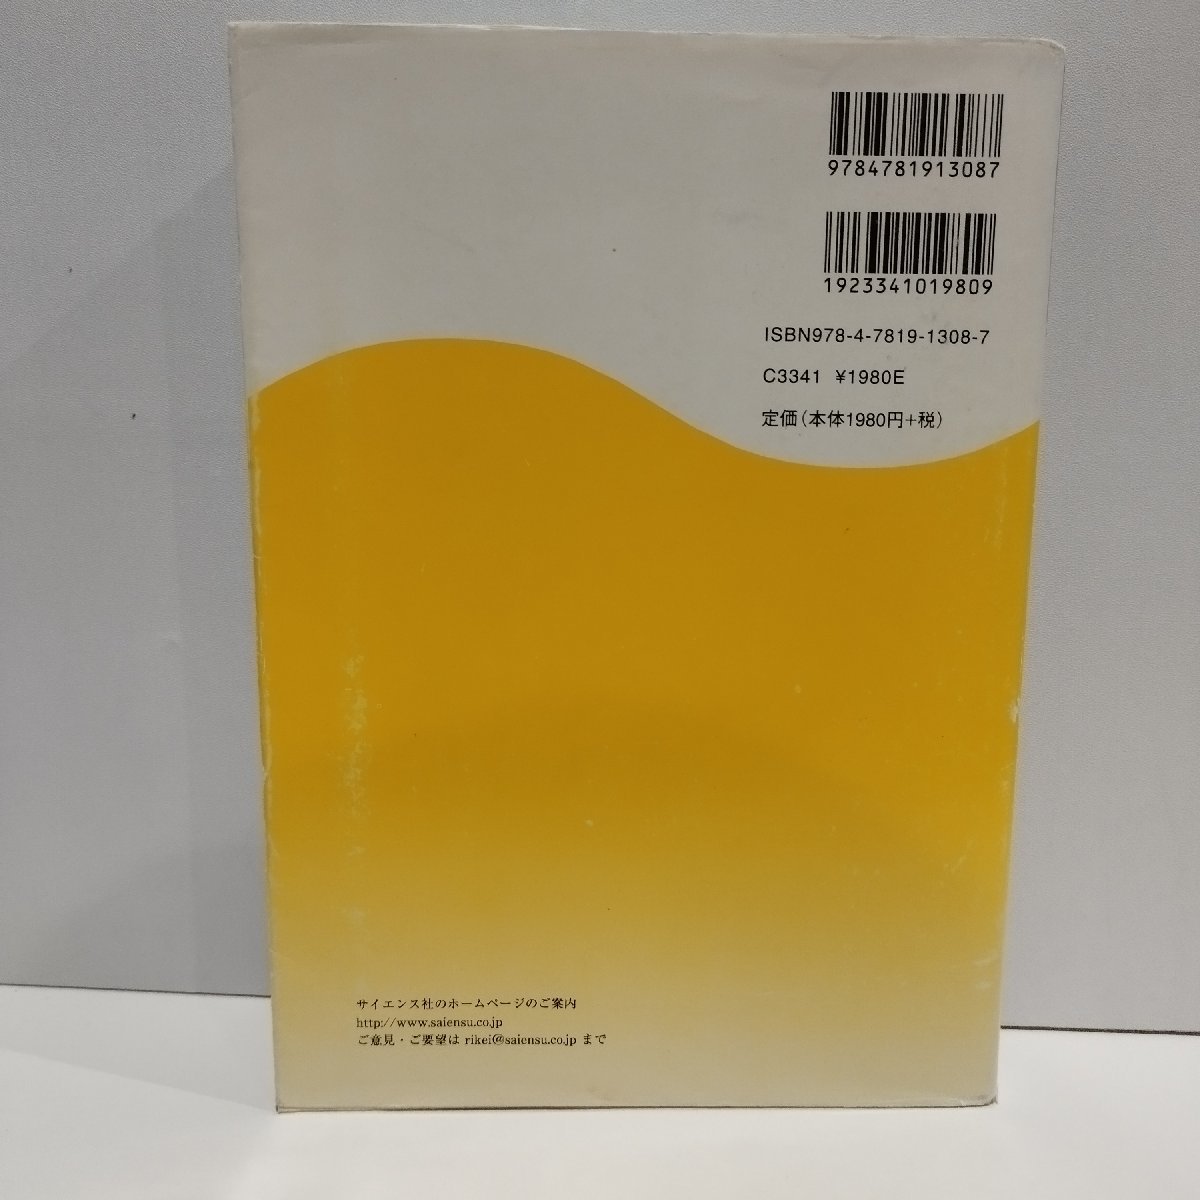 9784781913087
1923341019809
ISBN978-4-7819-1308-7
C3341 ¥1980E
定価(本体1980円+税)
サイエンス社のホームページのご案内
http://www.saiensu.co.jp
ご意見・ご要望は rikei@saiensu.co.jp まで